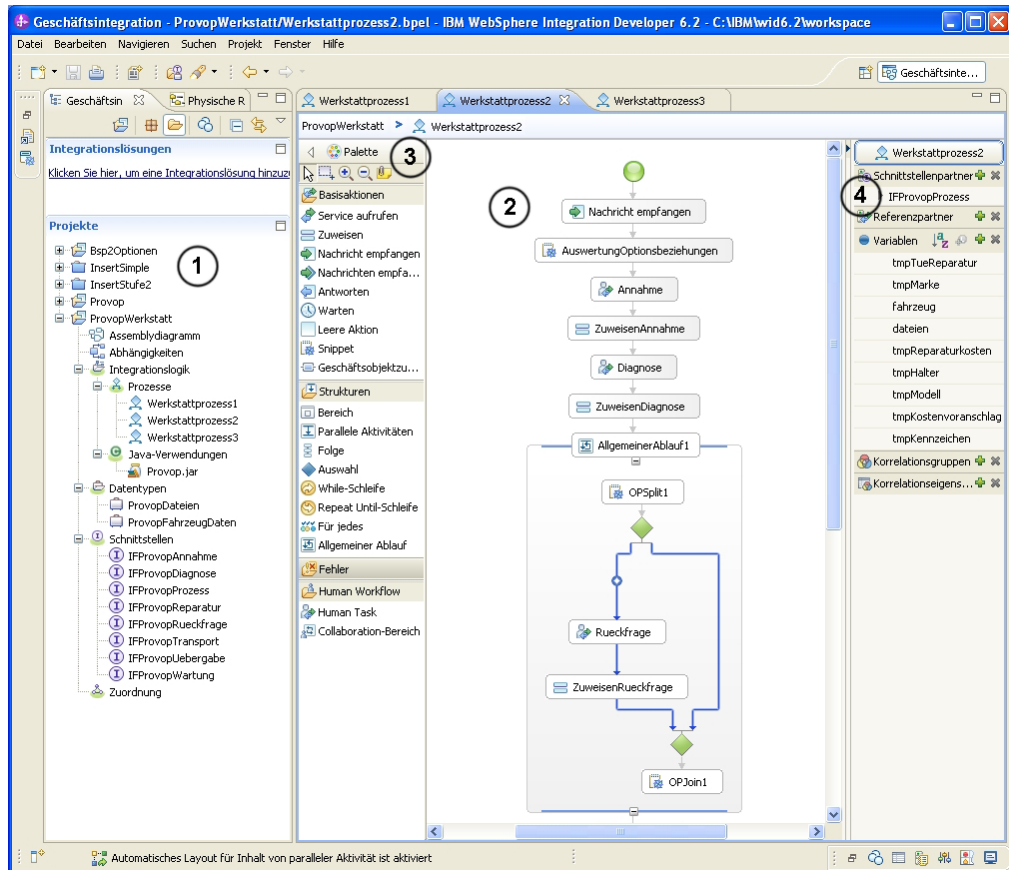 Geschäftsintegration - ProvopWerkstatt/Werkstattprozess2.bpel - IBM WebSphere Integration Developer 6.2 - C:\IBM\wid6.2\workspace
Datei Bearbeiten Navigieren Suchen Projekt Fenster Hilfe
Geschäftsinte...
Geschäftsin
Physische R
Integrationslösungen
Klicken Sie hier, um eine Integrationslösung hinzuzu
Projekte
1
Bsp2Optionen
InsertSimple
InsertStufe2
Provop
ProvopWerkstatt
Assemblydiagramm
Abhängigkeiten
Integrationslogik
Prozesse
Werkstattprozess1
Werkstattprozess2
Werkstattprozess3
Java-Verwendungen
Provop.jar
Datentypen
ProvopDateien
ProvopFahrzeugDaten
Schnittstellen
IFProvopAnnahme
IFProvopDiagnose
IFProvopProzess
IFProvopReparatur
IFProvopRueckfrage
IFProvopTransport
IFProvopUebergabe
IFProvopWartung
Zuordnung
Werkstattprozess1
Werkstattprozess2
Werkstattprozess3
ProvopWerkstatt > Werkstattprozess2
Palette
3
Basisaktionen
Service aufrufen
Zuweisen
Nachricht empfangen
Nachrichten empfa...
Antworten
Warten
Leere Aktion
Snippet
Geschäftsobjektzu...
Strukturen
Bereich
Parallele Aktivitäten
Folge
Auswahl
While-Schleife
Repeat Until-Schleife
Für jedes
Allgemeiner Ablauf
Fehler
Human Workflow
Human Task
Collaboration-Bereich
2
Nachricht empfangen
AuswertungOptionsbeziehungen
Annahme
ZuweisenAnnahme
Diagnose
ZuweisenDiagnose
AllgemeinerAblauf1
OPSplit1
Rueckfrage
ZuweisenRueckfrage
OPJoin1
Werkstattprozess2
Schnittstellenpartner
4
IFProvopProzess
Referenzpartner
Variablen
tmpTueReparatur
tmpMarke
fahrzeug
dateien
tmpReparaturkosten
tmpHalter
tmpModell
tmpKostenvoranschlag
tmpKennzeichen
Korrelationsgruppen
Korrelationseigens...
Automatisches Layout für Inhalt von paralleler Aktivität ist aktiviert